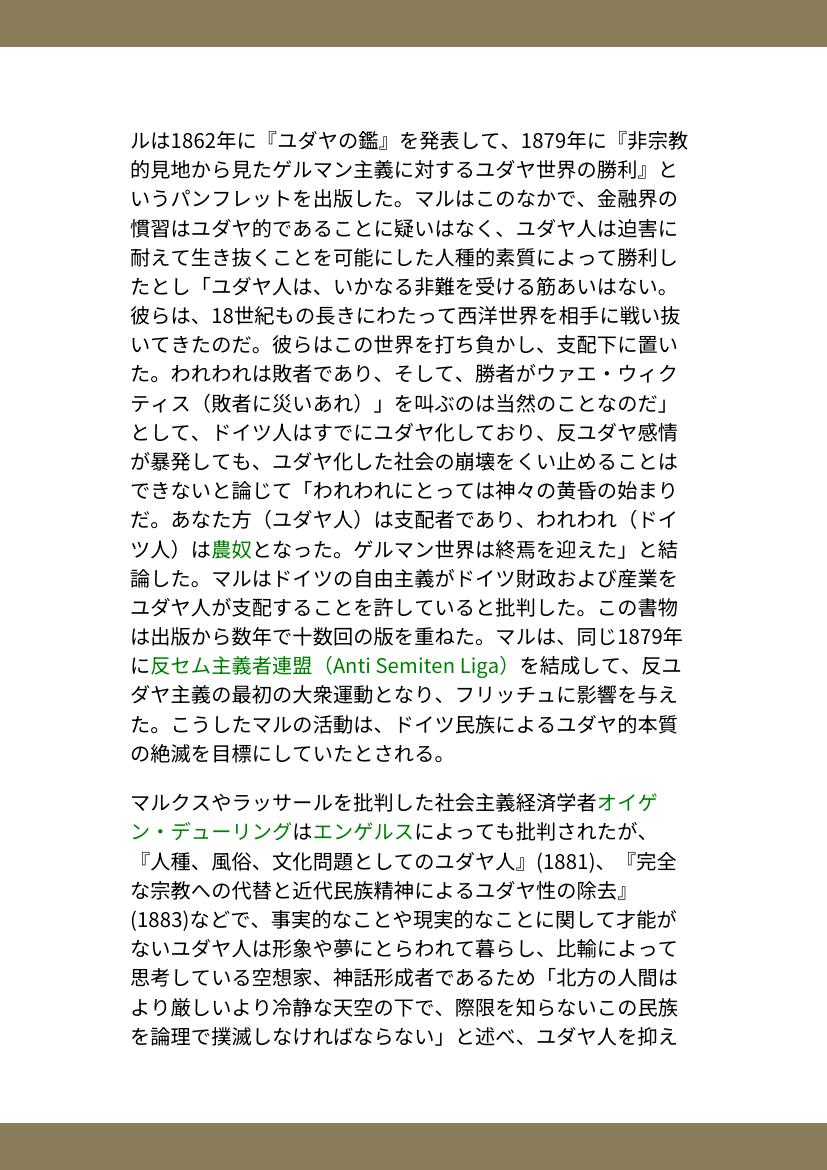 ルは1862年に『ユダヤの鑑』を発表して、1879年に『非宗教
的見地から見たゲルマン主義に対するユダヤ世界の勝利』と
いうパンフレットを出版した。マルはこのなかで、金融界の
慣習はユダヤ的であることに疑いはなく、ユダヤ人は迫害に
耐えて生き抜くことを可能にした人種的素質によって勝利し
たとし「ユダヤ人は、いかなる非難を受ける筋あいはない。
彼らは、18世紀もの長きにわたって西洋世界を相手に戦い抜
いてきたのだ。彼らはこの世界を打ち負かし、支配下に置い
た。われわれは敗者であり、そして、勝者がウァエ・ウィク
ティス（敗者に災いあれ）」を叫ぶのは当然のことなのだ」
として、ドイツ人はすでにユダヤ化しており、反ユダヤ感情
が暴発しても、ユダヤ化した社会の崩壊をくい止めることは
できないと論じて「われわれにとっては神々の黄昏の始まり
だ。あなた方（ユダヤ人）は支配者であり、われわれ（ドイ
ツ人）は農奴となった。ゲルマン世界は終焉を迎えた」と結
論した。マルはドイツの自由主義がドイツ財政および産業を
ユダヤ人が支配することを許していると批判した。この書物
は出版から数年で十数回の版を重ねた。マルは、同じ1879年
に反セム主義者連盟（Anti Semiten Liga）を結成して、反ユ
ダヤ主義の最初の大衆運動となり、フリッチュに影響を与え
た。こうしたマルの活動は、ドイツ民族によるユダヤ的本質
の絶滅を目標にしていたとされる。
マルクスやラッサールを批判した社会主義経済学者オイゲ
ン・デューリングはエンゲルスによっても批判されたが、
『人種、風俗、文化問題としてのユダヤ人』(1881)、『完全
な宗教への代替と近代民族精神によるユダヤ性の除去』
(1883)などで、事実的なことや現実的なことに関して才能が
ないユダヤ人は形象や夢にとらわれて暮らし、比輸によって
思考している空想家、神話形成者であるため「北方の人間は
より厳しいより冷静な天空の下で、際限を知らないこの民族
を論理で撲滅しなければならない」と述べ、ユダヤ人を抑え